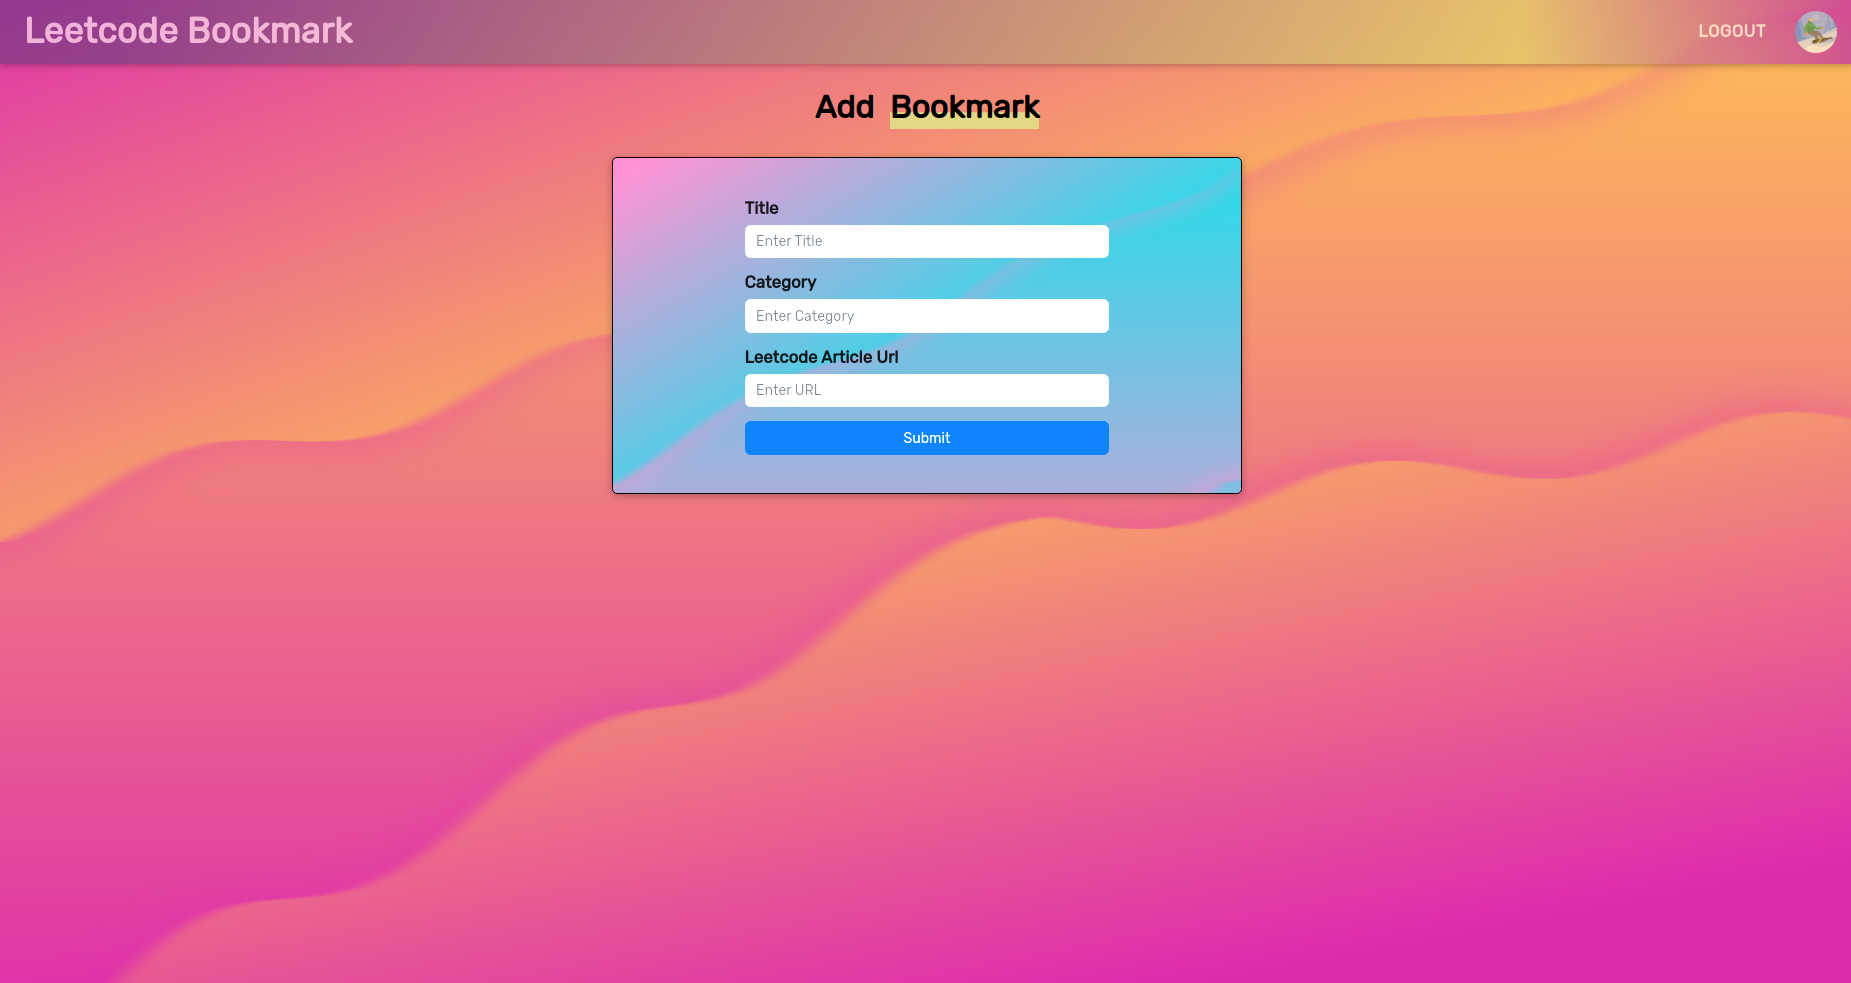 Leetcode Bookmark
LOGOUT
Add Bookmark
Title
Enter Title
Category
Enter Category
Leetcode Article Url
Enter URL
Submit